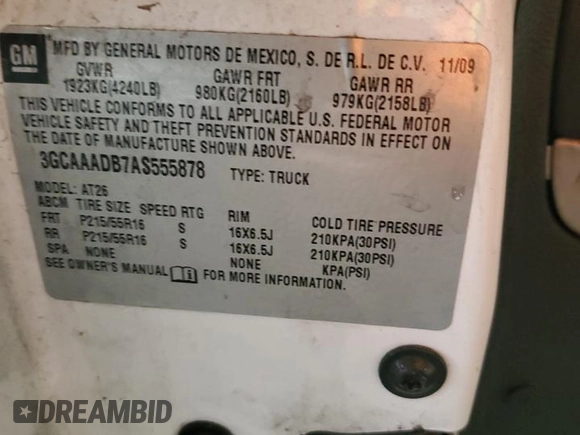 GM MFD BY GENERAL MOTORS DE MEXICO, S. DE R.L. DE C.V. 11/09
GVWR GAWR FRT GAWR RR
1923KG(4240LB) 980KG(2160LB) 979KG(2158LB)
THIS VEHICLE CONFORMS TO ALL APPLICABLE U.S. FEDERAL MOTOR
VEHICLE SAFETY AND THEFT PREVENTION STANDARDS IN EFFECT ON
THE DATE OF MANUFACTURE SHOWN ABOVE.
3GCAAADB7AS555878 TYPE: TRUCK
MODEL: AT26
ABCM TIRE SIZE SPEED RTG RIM COLD TIRE PRESSURE
FRT P215/55R16 S 16X6.5J 210KPA(30PSI)
RR P215/55R16 S 16X6.5J 210KPA(30PSI)
SPA NONE NONE KPA(PSI)
SEE OWNER'S MANUAL FOR MORE INFORMATION.
DREAMBID